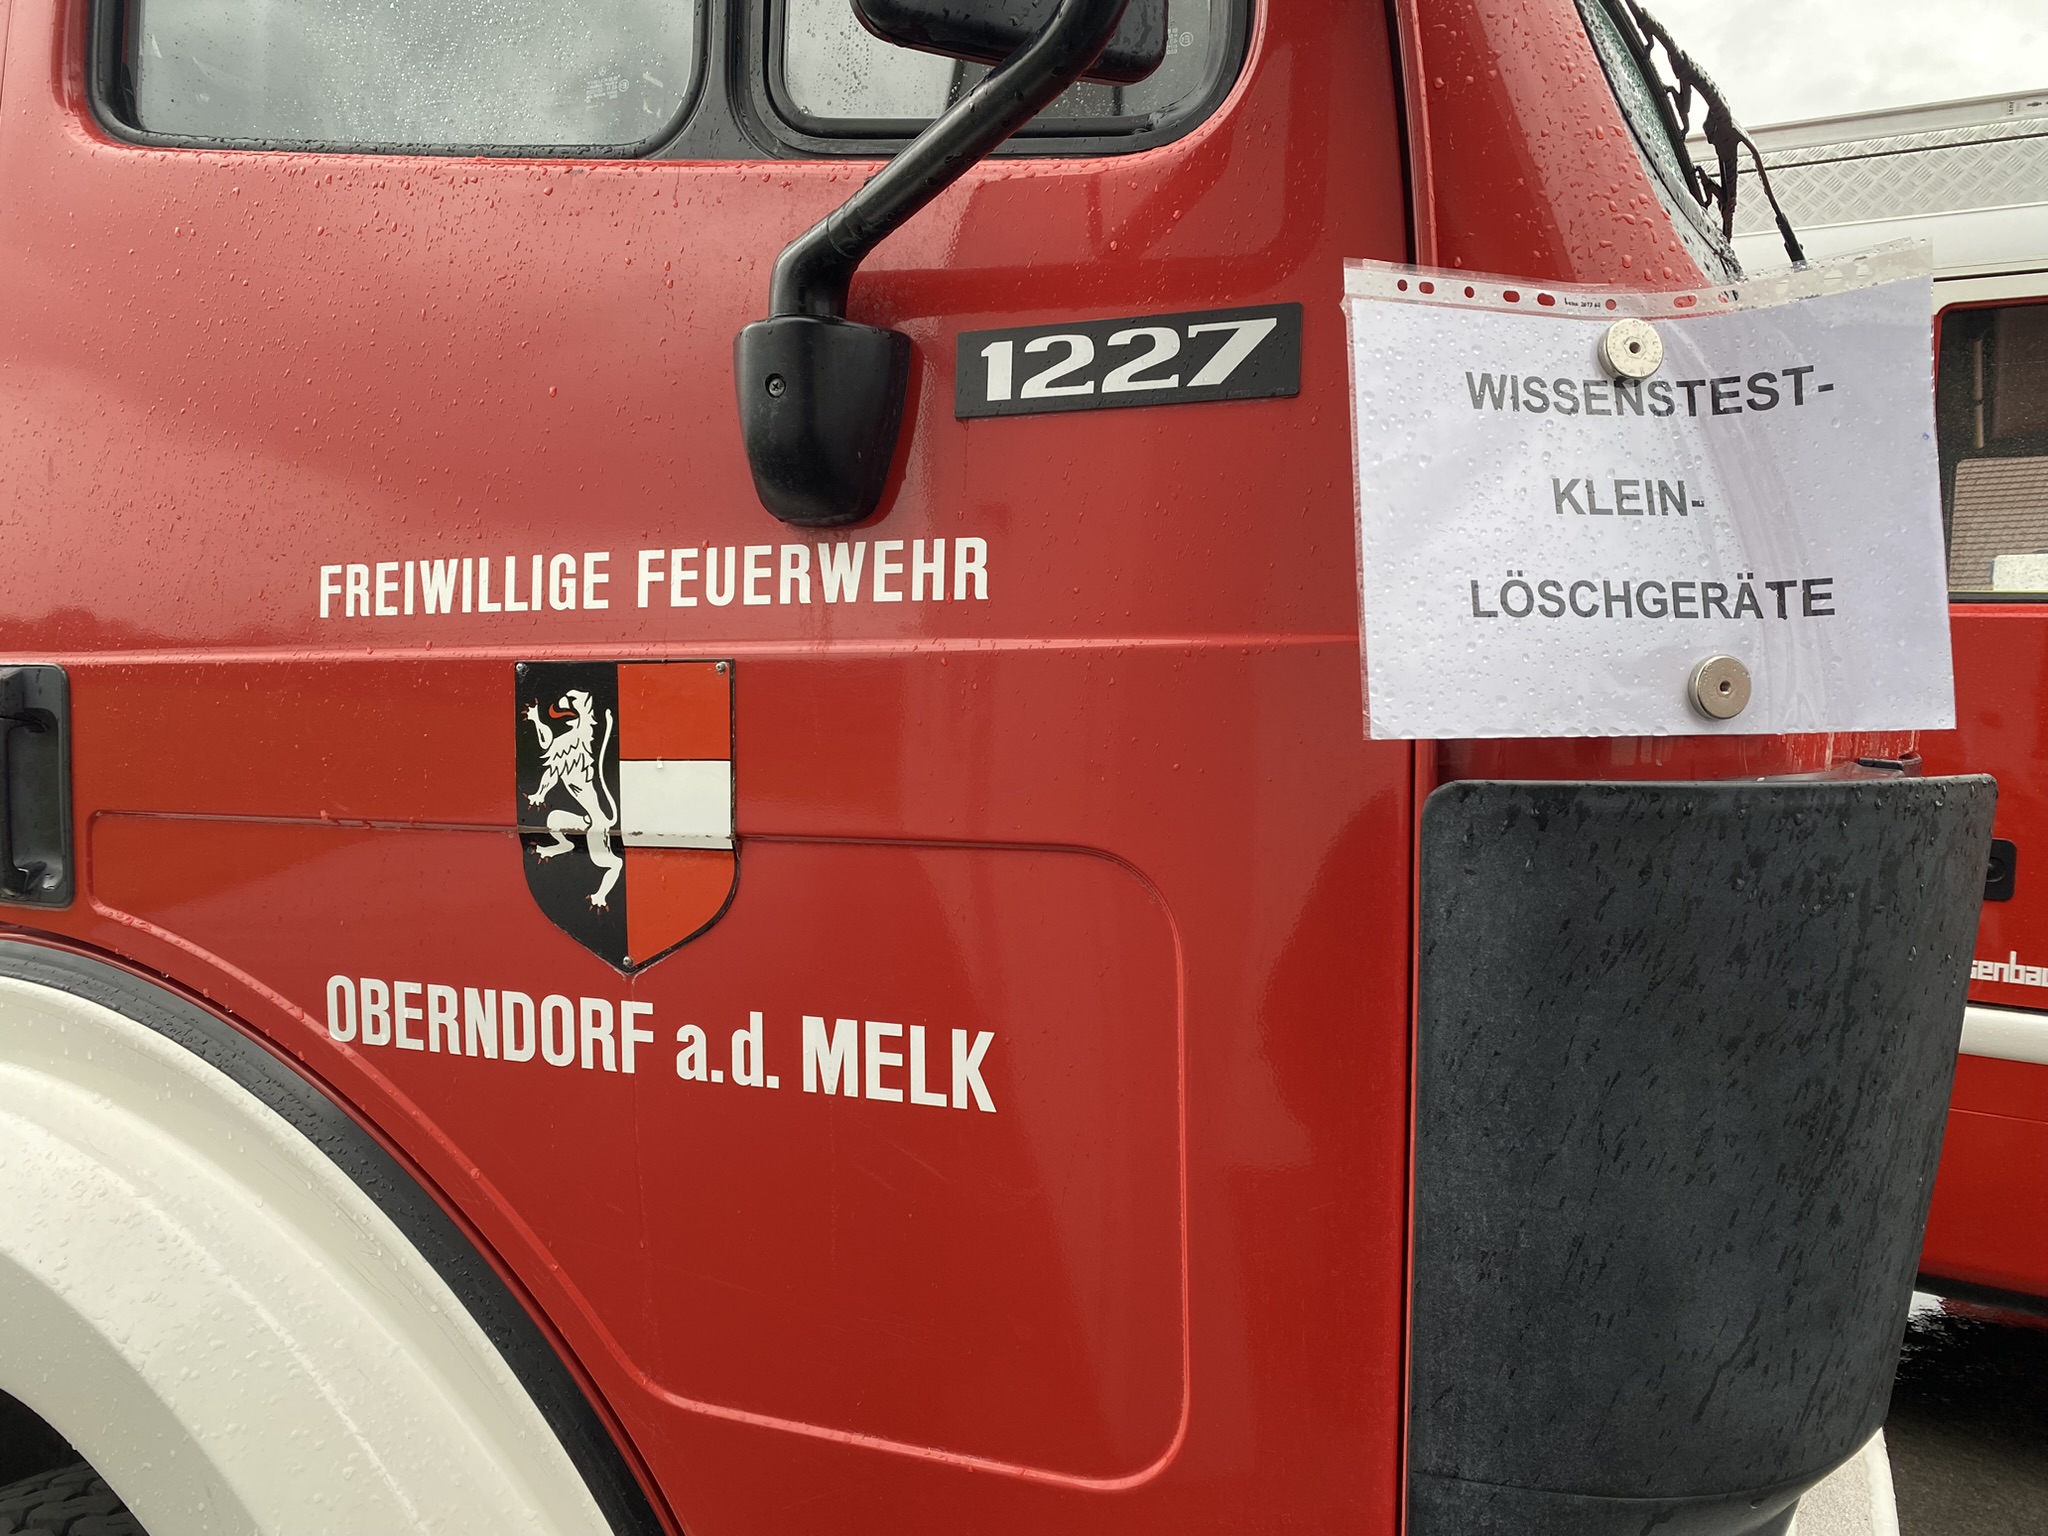 1227
WISSENSTEST-
KLEIN-
LÖSCHGERÄTE
FREIWILLIGE FEUERWEHR
OBERNDORF a.d. MELK